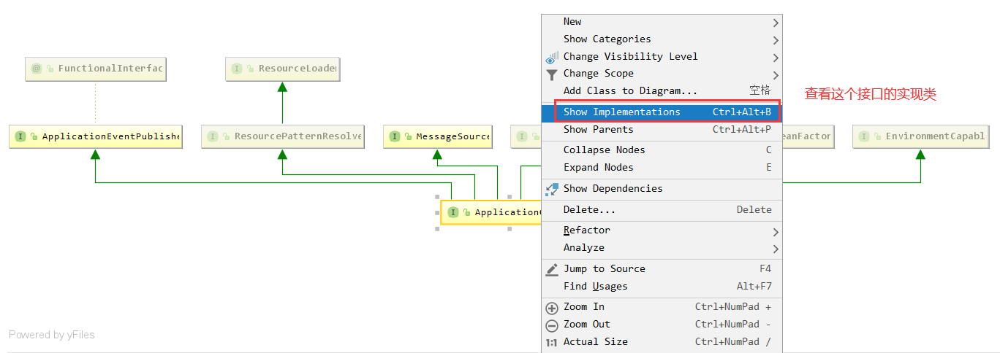 FunctionalInterfac
ResourceLoader
ApplicationEventPublishe
ResourcePatternResolve
MessageSource
eanFactor
EnvironmentCapabl
ApplicationC
New
Show Categories
Change Visibility Level
Change Scope
Add Class to Diagram... 空格
Show Implementations Ctrl+Alt+B
Show Parents Ctrl+Alt+P
Collapse Nodes C
Expand Nodes E
Show Dependencies
Delete... Delete
Refactor
Analyze
Jump to Source F4
Find Usages Alt+F7
Zoom In Ctrl+NumPad +
Zoom Out Ctrl+NumPad -
1:1 Actual Size Ctrl+NumPad /
查看这个接口的实现类
Powered by yFiles